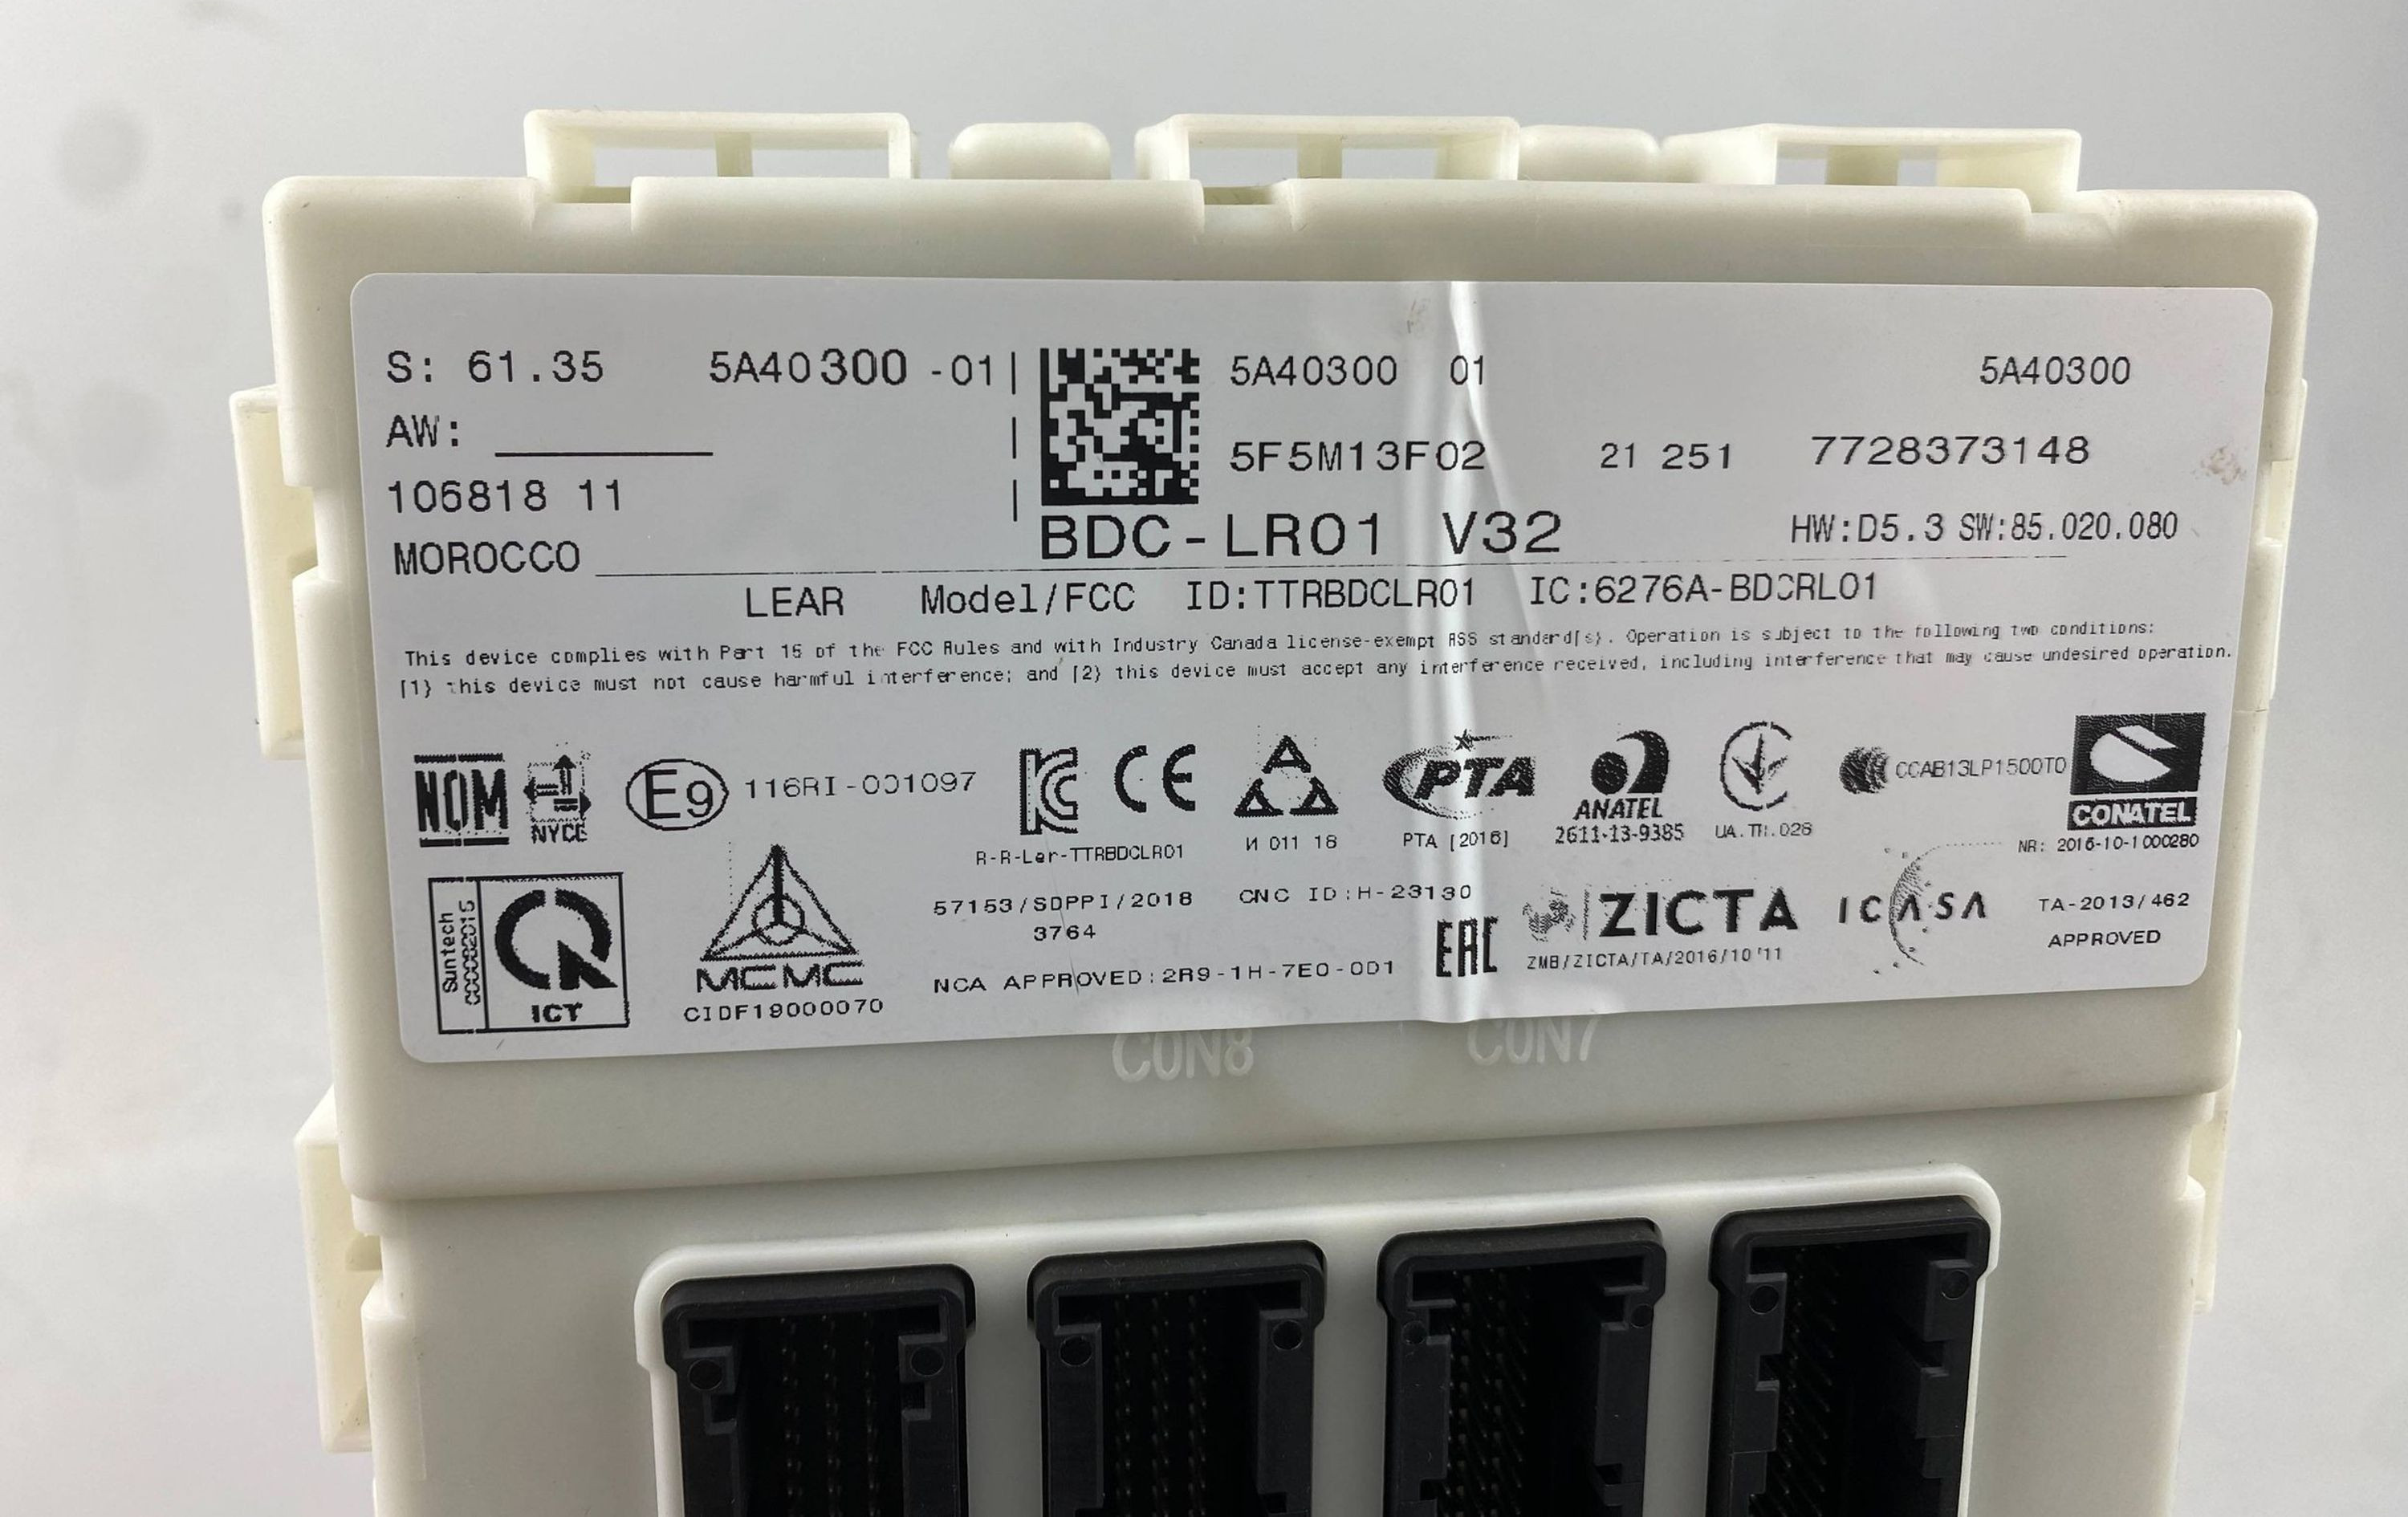 S: 61.35 5A40300 -01 5A40300 01 5A40300
AW:
5F5M13F02 21 251 7728373148
106818 11
BDC-LR01 V32 HW:D5.3 SW:85.020.080
MOROCCO
LEAR Model/FCC ID:TTRBDCLR01 IC:6276A-BDCRL01
This device complies with Part 15 of the FCC Rules and with Industry Canada license-exempt RSS standard(s). Operation is subject to the following two conditions:
(1) this device must not cause harmful interference; and (2) this device must accept any interference received, including interference that may cause undesired operation.
NOM NYCE E9 116RI-001097 CE PTA ANATEL CCAB13LP1500T0 CONATEL
R-R-Ler-TTRBDCLR01 И 011 18 PTA [2016] 2611-13-9385 UA.TR.028 NR: 2016-10-1000280
Suntech
57153/SDPPI/2018 CNC ID:H-23130 ZICTA ICASA TA-2013/462
3764 APPROVED
MCMC NCA APPROVED:2R9-1H-7E0-0D1 EAC ZMB/ZICTA/TA/2016/10'11
ICT CIDF19000070
CON8 CON7